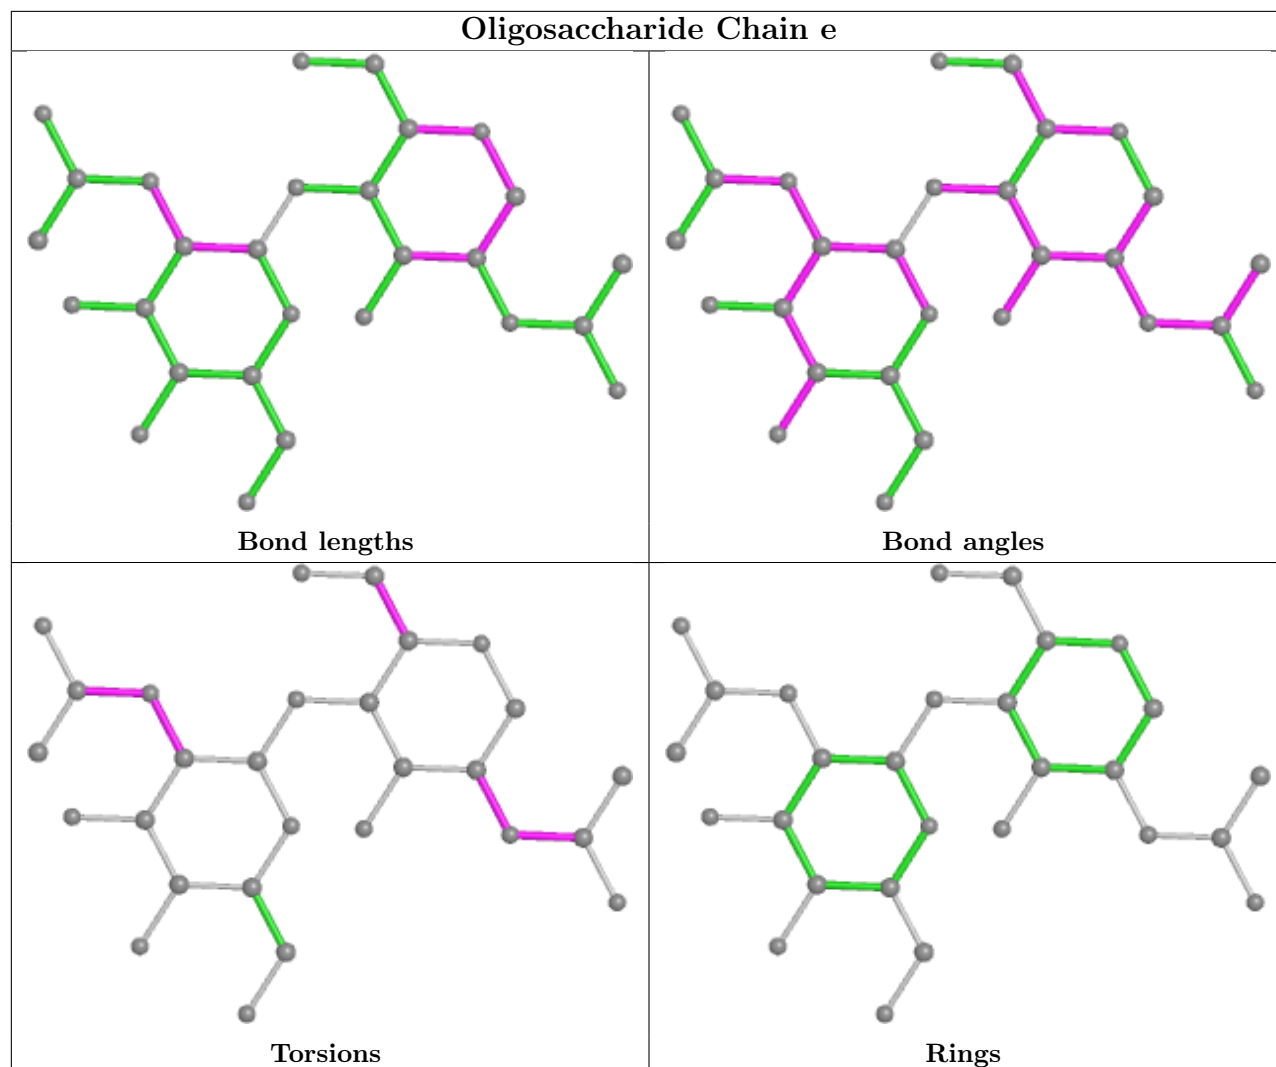 Oligosaccharide Chain e
Bond lengths
Bond angles
Torsions
Rings